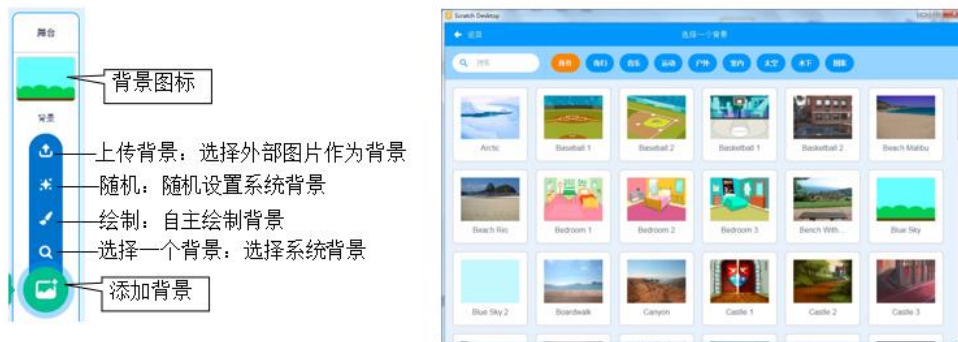 舞台
背景图标
背景
上传背景：选择外部图片作为背景
随机：随机设置系统背景
绘制：自主绘制背景
选择一个背景：选择系统背景
添加背景
Scratch Desktop
返回
选择一个背景
搜索
所有 奇幻 音乐 运动 户外 室内 太空 水下 图案
Arctic Baseball 1 Baseball 2 Basketball 1 Basketball 2 Beach Malibu
Beach Rio Bedroom 1 Bedroom 2 Bedroom 3 Bench With... Blue Sky
Blue Sky 2 Boardwalk Canyon Castle 1 Castle 2 Castle 3